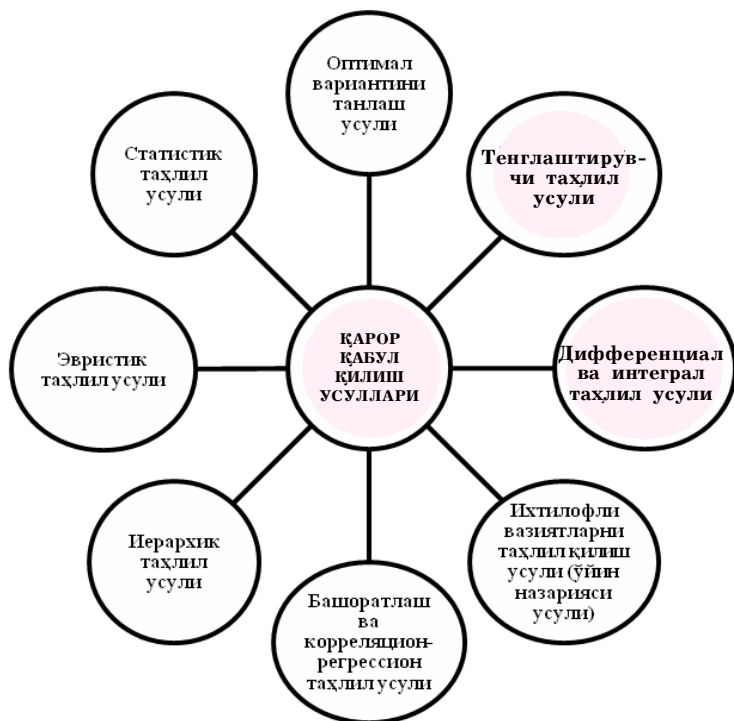 Оптимал
вариантини
танлаш
усули
Тенглаштирув-
чи таҳлил
усули
Дифференциал
ва интеграл
таҳлил усули
Ихтилофли
вазиятларни
таҳлил қилиш
усули (ўйин
назарияси
усули)
Башоратлаш
ва
корреляцион-
регрессион
таҳлил усули
Иерархик
таҳлил
усули
Эвристик
таҳлил усули
Статистик
таҳлил
усули
ҚАРОР
ҚАБУЛ
ҚИЛИШ
УСУЛЛАРИ